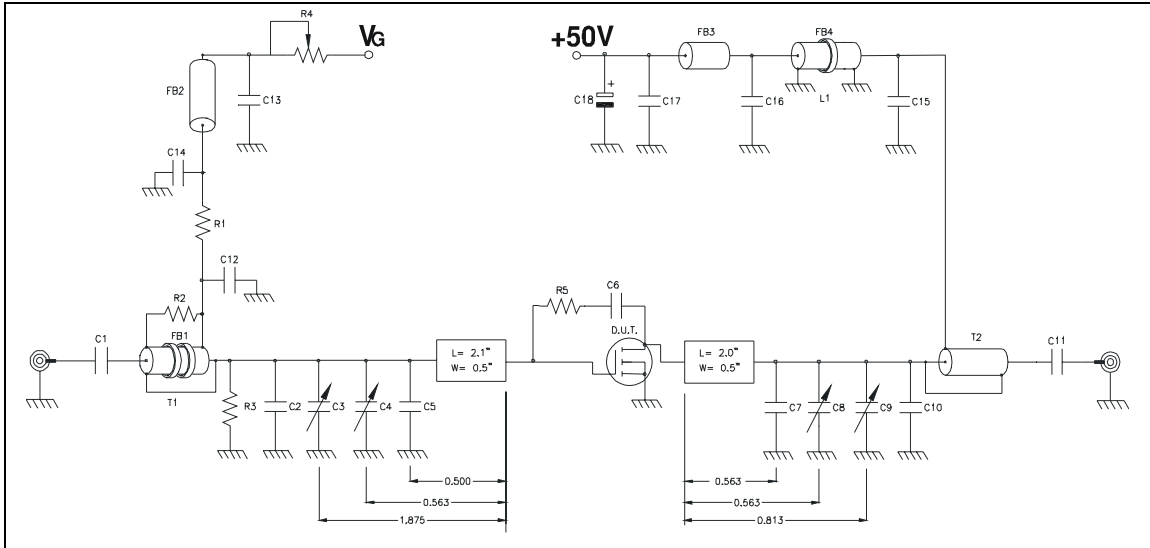 R4
VG
+50V
FB3
FB4
FB2
C13
C18
+
C17
C16
L1
C15
C14
R1
C12
R2
FB1
C1
T1
R3
C2
C3
C4
C5
L= 2.1"
W= 0.5"
R5
C6
D.U.T.
L= 2.0"
W= 0.5"
T2
C11
C7
C8
C9
C10
0.500
0.563
1.875
0.563
0.563
0.813